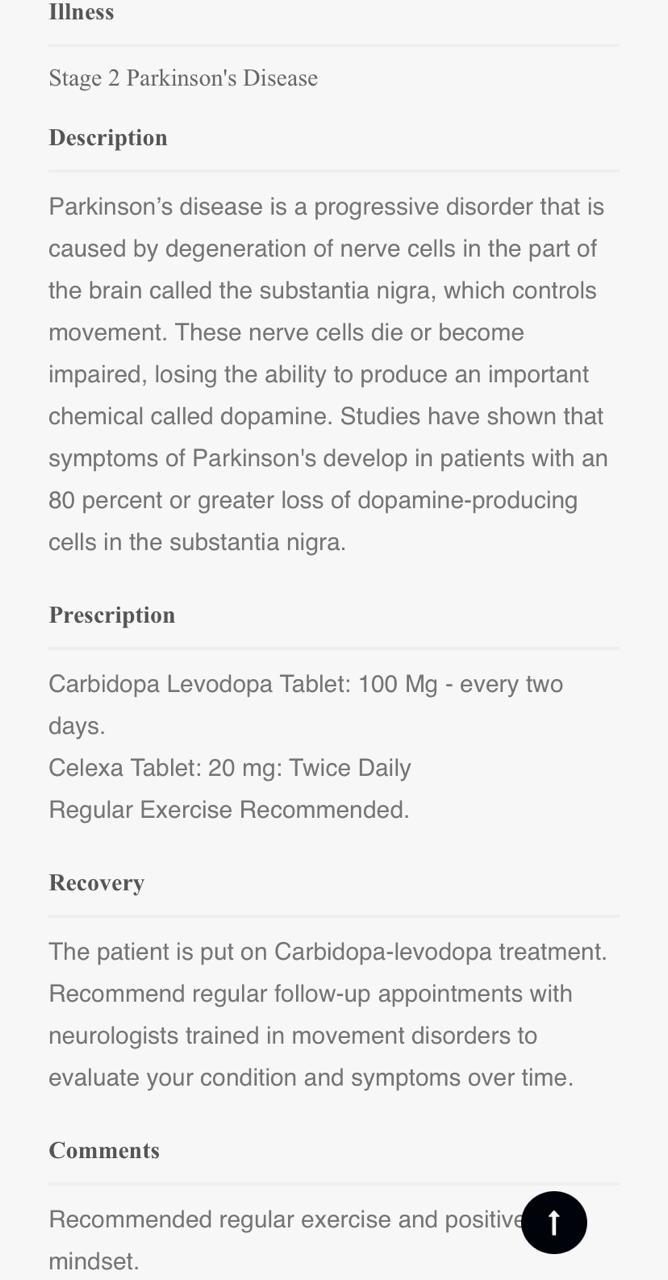 Illness
Stage 2 Parkinson's Disease
Description
Parkinson’s disease is a progressive disorder that is
caused by degeneration of nerve cells in the part of
the brain called the substantia nigra, which controls
movement. These nerve cells die or become
impaired, losing the ability to produce an important
chemical called dopamine. Studies have shown that
symptoms of Parkinson's develop in patients with an
80 percent or greater loss of dopamine-producing
cells in the substantia nigra.
Prescription
Carbidopa Levodopa Tablet: 100 Mg - every two
days.
Celexa Tablet: 20 mg: Twice Daily
Regular Exercise Recommended.
Recovery
The patient is put on Carbidopa-levodopa treatment.
Recommend regular follow-up appointments with
neurologists trained in movement disorders to
evaluate your condition and symptoms over time.
Comments
Recommended regular exercise and positive
mindset.